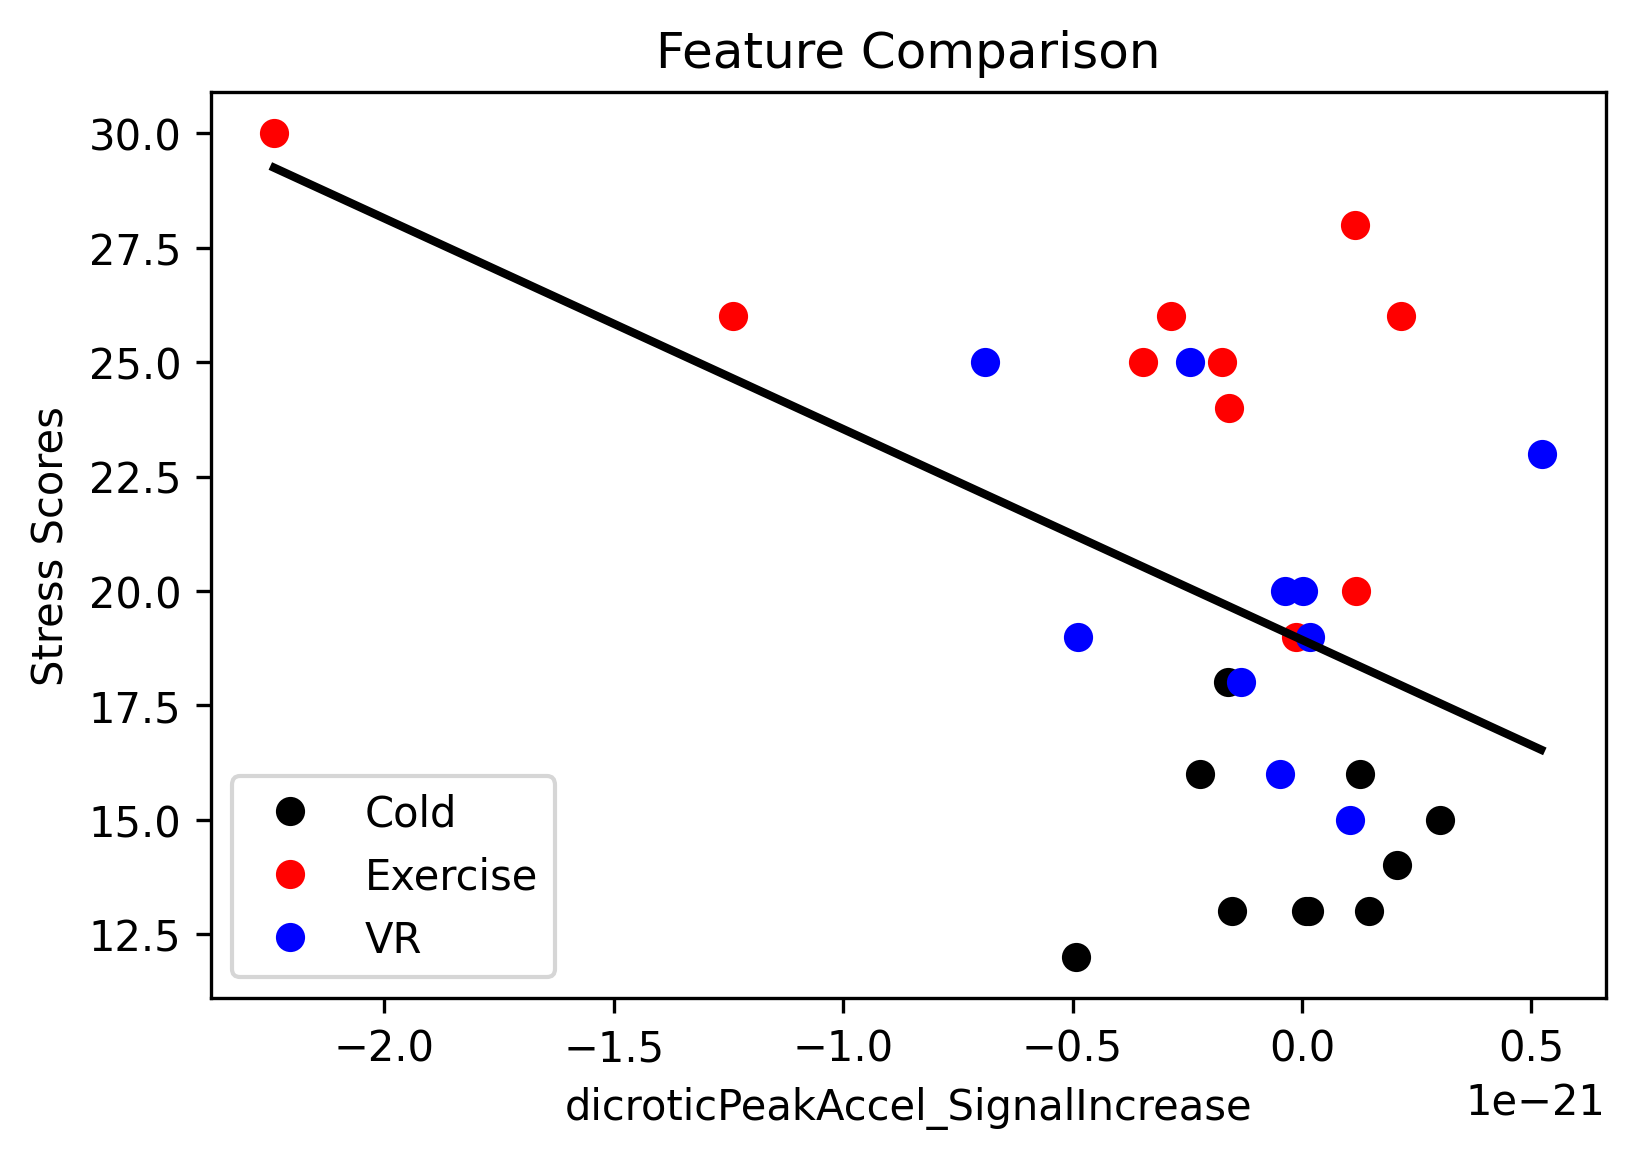 Feature Comparison
30.0
27.5
25.0
22.5
20.0
17.5
15.0
12.5
Stress Scores
Cold
Exercise
VR
−2.0 −1.5 −1.0 −0.5 0.0 0.5
1e−21
dicroticPeakAccel_SignalIncrease